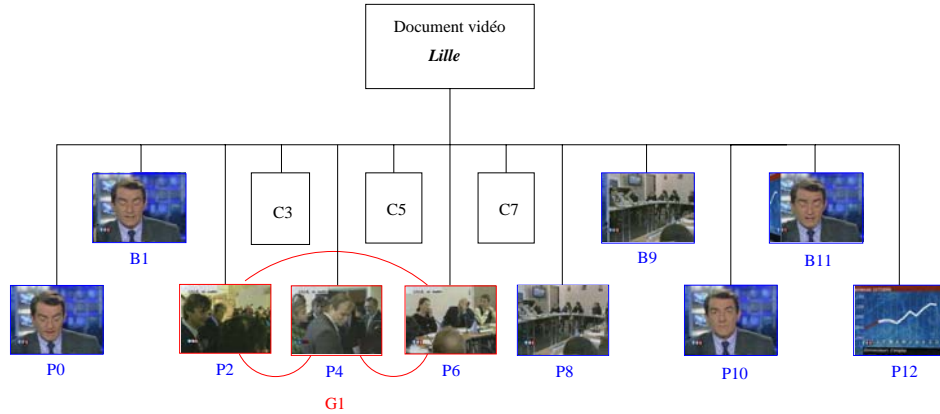 Document vidéo
Lille
C3
C5
C7
B1
B9
B11
P0
P2
P4
P6
P8
P10
P12
G1